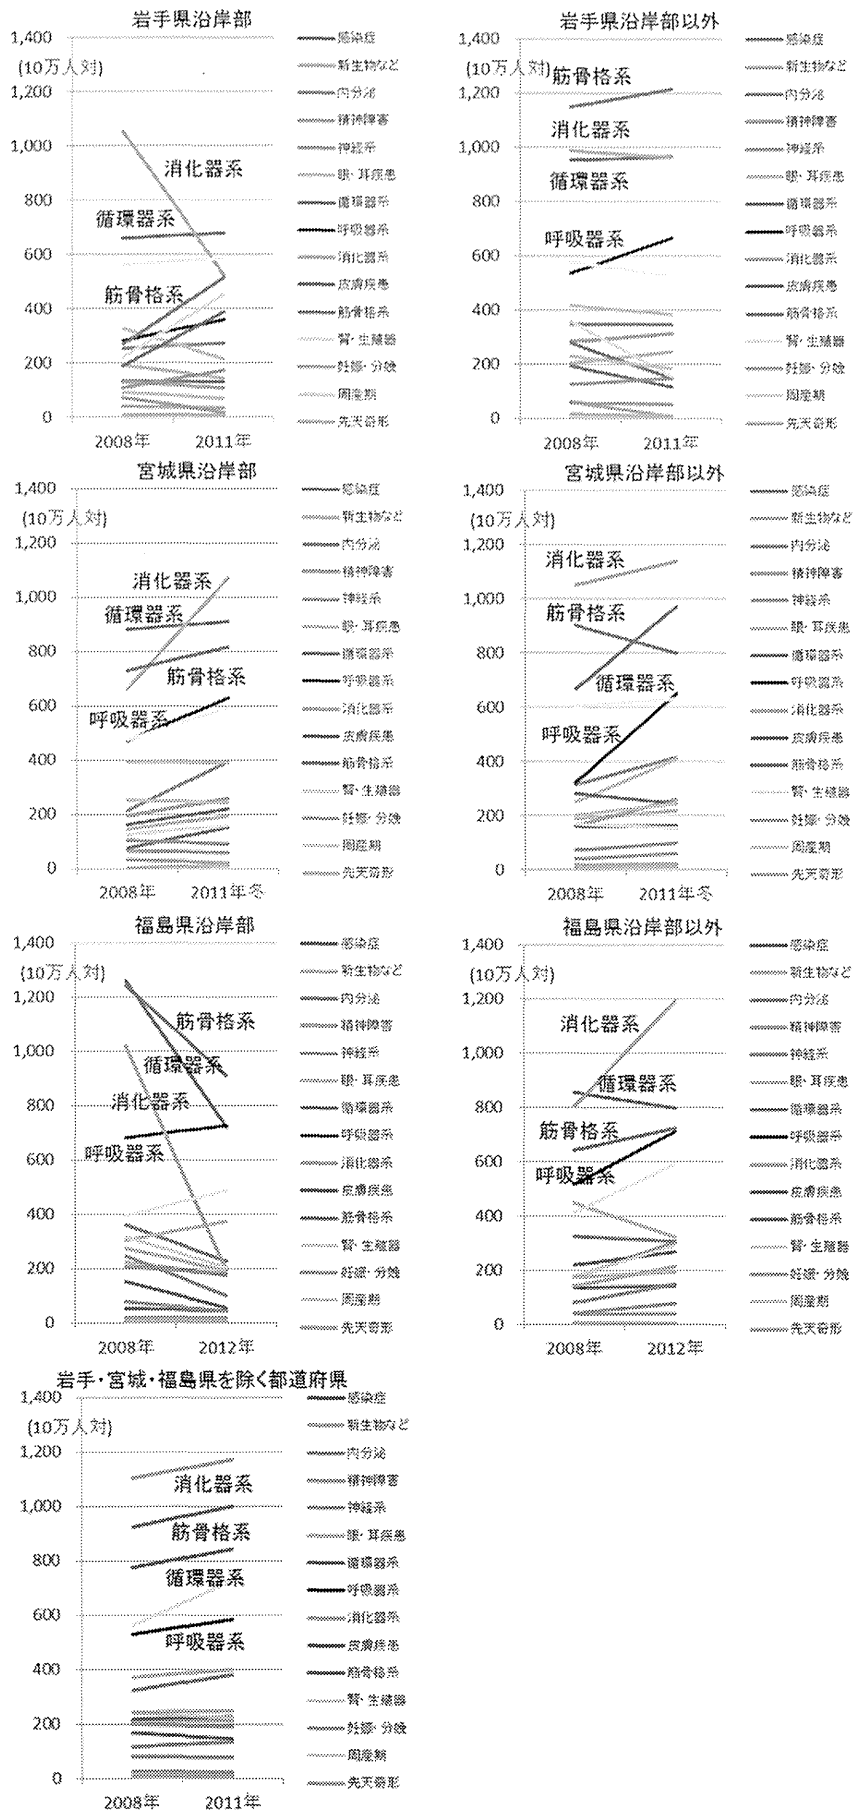 岩手県沿岸部
1,400
(10万人対)
1,200
1,000
800
600
400
200
0
消化器系
循環器系
筋骨格系
2008年
2011年
感染症
新生物など
内分泌
精神障害
神経系
眼・耳疾患
循環器系
呼吸器系
消化器系
皮膚疾患
筋骨格系
腎・生殖器
妊娠・分娩
周産期
先天奇形
岩手県沿岸部以外
1,400
(10万人対)
1,200
1,000
800
600
400
200
0
筋骨格系
消化器系
循環器系
呼吸器系
2008年
2011年
感染症
新生物など
内分泌
精神障害
神経系
眼・耳疾患
循環器系
呼吸器系
消化器系
皮膚疾患
筋骨格系
腎・生殖器
妊娠・分娩
周産期
先天奇形
宮城県沿岸部
1,400
(10万人対)
1,200
1,000
800
600
400
200
0
消化器系
循環器系
筋骨格系
呼吸器系
2008年
2011年冬
感染症
新生物など
内分泌
精神障害
神経系
眼・耳疾患
循環器系
呼吸器系
消化器系
皮膚疾患
筋骨格系
腎・生殖器
妊娠・分娩
周産期
先天奇形
宮城県沿岸部以外
1,400
(10万人対)
1,200
1,000
800
600
400
200
0
消化器系
筋骨格系
循環器系
呼吸器系
2008年
2011年冬
感染症
新生物など
内分泌
精神障害
神経系
眼・耳疾患
循環器系
呼吸器系
消化器系
皮膚疾患
筋骨格系
腎・生殖器
妊娠・分娩
周産期
先天奇形
福島県沿岸部
1,400
(10万人対)
1,200
1,000
800
600
400
200
0
筋骨格系
循環器系
消化器系
呼吸器系
2008年
2012年
感染症
新生物など
内分泌
精神障害
神経系
眼・耳疾患
循環器系
呼吸器系
消化器系
皮膚疾患
筋骨格系
腎・生殖器
妊娠・分娩
周産期
先天奇形
福島県沿岸部以外
1,400
(10万人対)
1,200
1,000
800
600
400
200
0
消化器系
循環器系
筋骨格系
呼吸器系
2008年
2012年
感染症
新生物など
内分泌
精神障害
神経系
眼・耳疾患
循環器系
呼吸器系
消化器系
皮膚疾患
筋骨格系
腎・生殖器
妊娠・分娩
周産期
先天奇形
岩手・宮城・福島県を除く都道府県
1,400
(10万人対)
1,200
1,000
800
600
400
200
0
消化器系
筋骨格系
循環器系
呼吸器系
2008年
2011年
感染症
新生物など
内分泌
精神障害
神経系
眼・耳疾患
循環器系
呼吸器系
消化器系
皮膚疾患
筋骨格系
腎・生殖器
妊娠・分娩
周産期
先天奇形